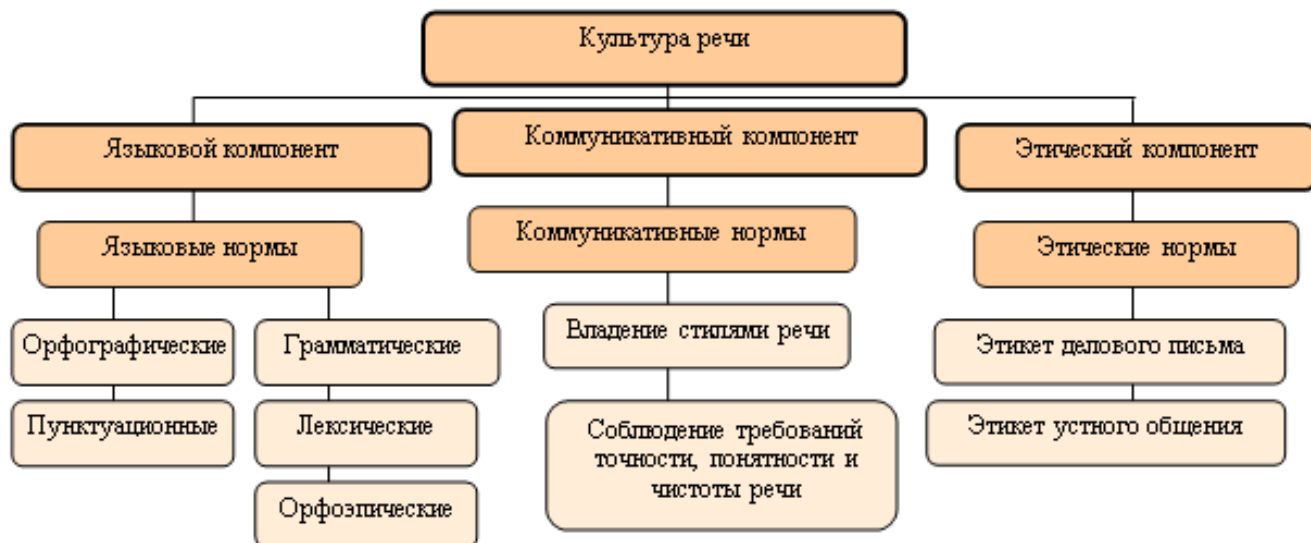 Культура речи
Языковой компонент
Коммуникативный компонент
Этический компонент
Языковые нормы
Коммуникативные нормы
Этические нормы
Орфографические
Грамматические
Владение стилями речи
Этикет делового письма
Пунктуационные
Лексические
Соблюдение требований
точности, понятности и
чистоты речи
Этикет устного общения
Орфоэпические